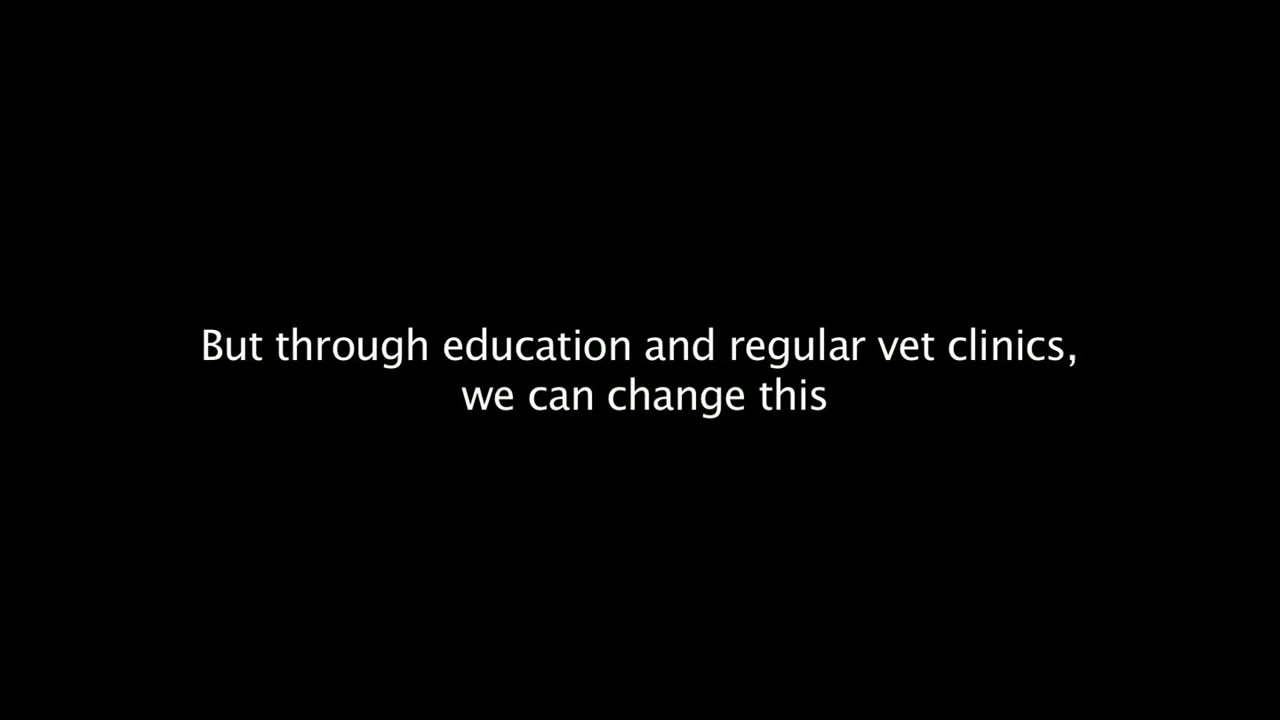 But through education and regular vet clinics,
we can change this